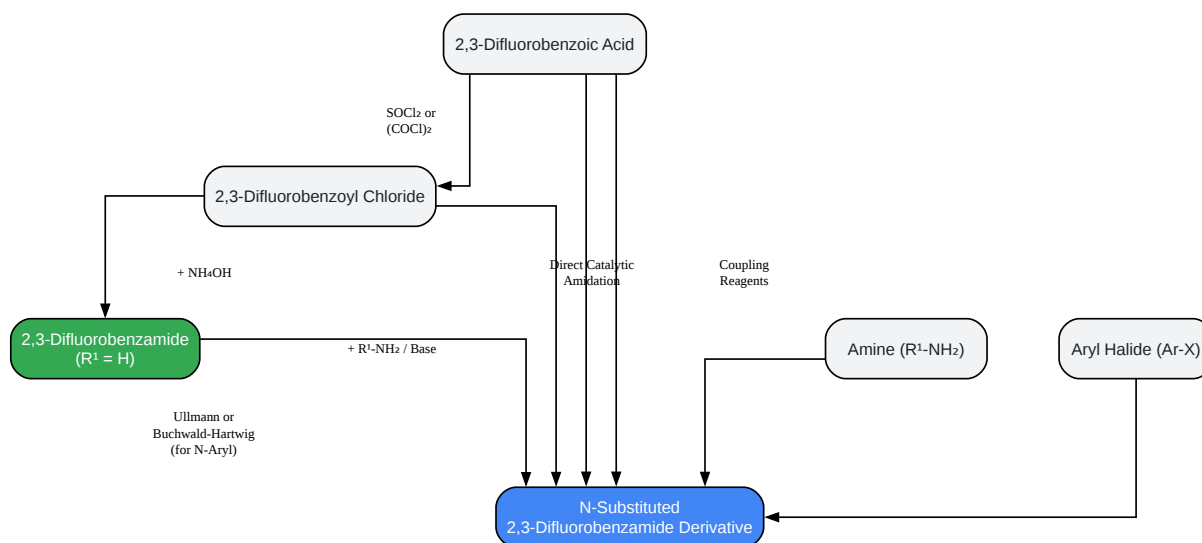 2,3-Difluorobenzoic Acid
SOCl₂ or
(COCl)₂
2,3-Difluorobenzoyl Chloride
+ NH₄OH
Direct Catalytic
Amidation
Coupling
Reagents
2,3-Difluorobenzamide
(R¹ = H)
+ R¹-NH₂ / Base
Amine (R¹-NH₂)
Aryl Halide (Ar-X)
Ullmann or
Buchwald-Hartwig
(for N-Aryl)
N-Substituted
2,3-Difluorobenzamide Derivative